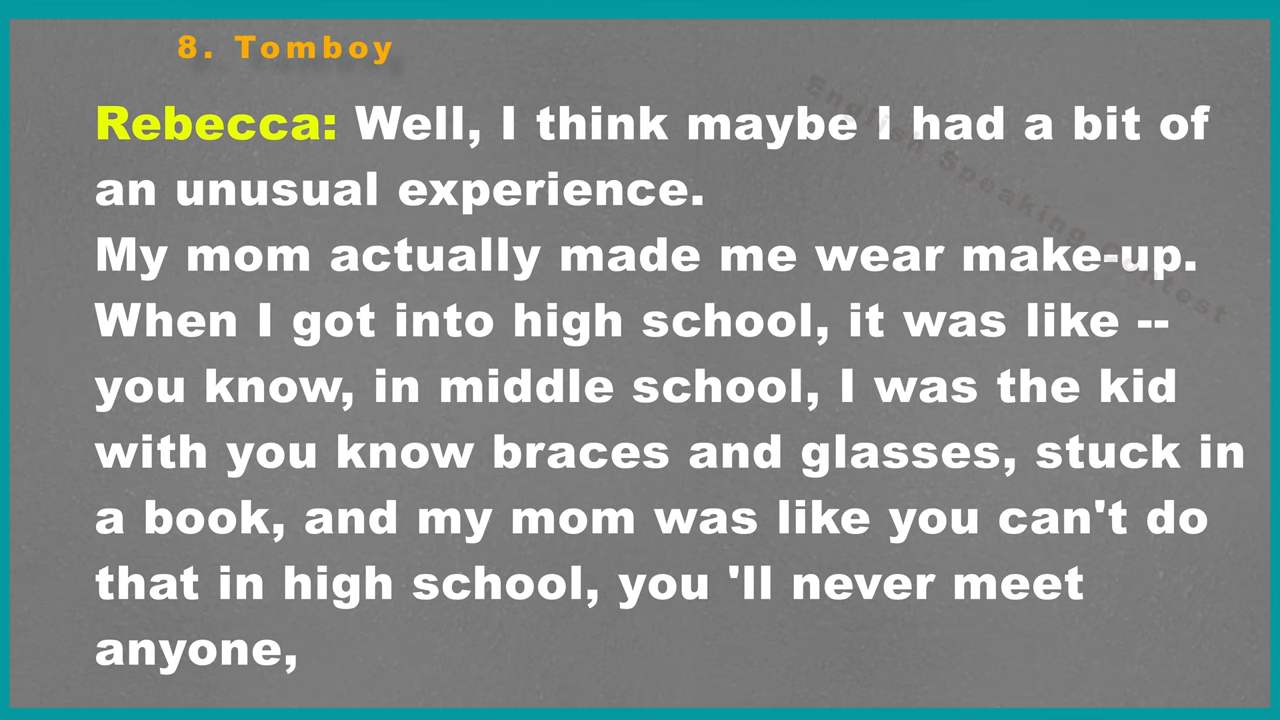 8. Tomboy
Rebecca: Well, I think maybe I had a bit of
an unusual experience.
My mom actually made me wear make-up.
When I got into high school, it was like --
you know, in middle school, I was the kid
with you know braces and glasses, stuck in
a book, and my mom was like you can't do
that in high school, you 'll never meet
anyone,
English Speaking Contest